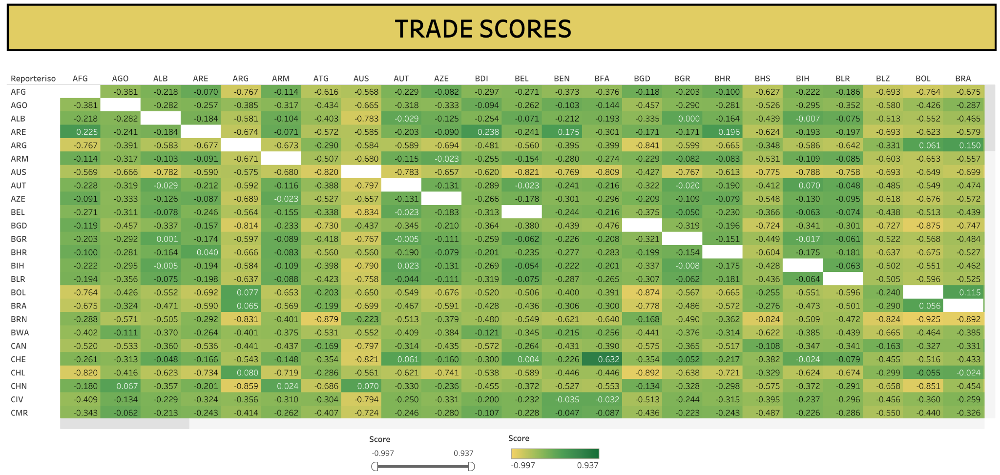 TRADE SCORES
Reporteriso AFG AGO ALB ARE ARG ARM ATG AUS AUT AZE BDI BEL BEN BFA BGD BGR BHR BHS BIH BLR BLZ BOL BRA
AFG -0.381 -0.218 -0.070 -0.767 -0.114 -0.616 -0.568 -0.229 -0.082 -0.297 -0.271 -0.373 -0.376 -0.118 -0.203 -0.100 -0.627 -0.222 -0.186 -0.693 -0.764 -0.675
AGO -0.381 -0.282 -0.257 -0.385 -0.317 -0.434 -0.665 -0.318 -0.333 -0.094 -0.262 -0.103 -0.144 -0.457 -0.290 -0.281 -0.526 -0.295 -0.352 -0.580 -0.426 -0.287
ALB -0.218 -0.282 -0.184 -0.581 -0.104 -0.403 -0.783 -0.029 -0.125 -0.254 -0.071 -0.212 -0.193 -0.335 0.000 -0.164 -0.439 -0.007 -0.075 -0.513 -0.552 -0.465
ARE 0.225 -0.241 -0.184 -0.674 -0.071 -0.572 -0.585 -0.203 -0.090 0.238 -0.241 0.175 -0.301 -0.171 -0.171 0.196 -0.624 -0.193 -0.197 -0.693 -0.623 -0.579
ARG -0.767 -0.391 -0.583 -0.677 -0.673 -0.290 -0.584 -0.589 -0.694 -0.481 -0.560 -0.395 -0.399 -0.841 -0.599 -0.665 -0.348 -0.586 -0.642 -0.331 0.061 0.150
ARM -0.114 -0.317 -0.103 -0.091 -0.671 -0.507 -0.680 -0.115 -0.023 -0.255 -0.154 -0.280 -0.274 -0.229 -0.082 -0.083 -0.531 -0.109 -0.085 -0.603 -0.653 -0.557
AUS -0.569 -0.666 -0.782 -0.590 -0.575 -0.680 -0.820 -0.783 -0.657 -0.620 -0.821 -0.769 -0.809 -0.427 -0.767 -0.613 -0.775 -0.788 -0.758 -0.693 -0.649 -0.699
AUT -0.228 -0.319 -0.029 -0.212 -0.592 -0.116 -0.388 -0.797 -0.131 -0.289 -0.023 -0.241 -0.216 -0.322 -0.020 -0.190 -0.412 0.070 -0.048 -0.485 -0.549 -0.474
AZE -0.091 -0.333 -0.126 -0.087 -0.689 -0.023 -0.527 -0.657 -0.131 -0.266 -0.178 -0.301 -0.296 -0.209 -0.109 -0.079 -0.548 -0.130 -0.095 -0.618 -0.676 -0.572
BEL -0.271 -0.311 -0.078 -0.246 -0.564 -0.155 -0.338 -0.834 -0.023 -0.183 -0.313 -0.244 -0.216 -0.375 -0.050 -0.230 -0.366 -0.063 -0.074 -0.438 -0.513 -0.439
BGD -0.119 -0.457 -0.337 -0.157 -0.814 -0.233 -0.730 -0.437 -0.345 -0.210 -0.364 -0.380 -0.439 -0.476 -0.319 -0.196 -0.724 -0.341 -0.301 -0.727 -0.875 -0.747
BGR -0.203 -0.292 0.001 -0.174 -0.597 -0.089 -0.418 -0.767 -0.005 -0.111 -0.259 -0.062 -0.226 -0.208 -0.321 -0.151 -0.449 -0.017 -0.061 -0.522 -0.568 -0.484
BHR -0.100 -0.281 -0.164 0.040 -0.666 -0.083 -0.560 -0.560 -0.190 -0.079 -0.201 -0.235 -0.277 -0.283 -0.199 -0.154 -0.604 -0.175 -0.181 -0.637 -0.675 -0.527
BIH -0.222 -0.295 -0.005 -0.194 -0.584 -0.109 -0.398 -0.790 0.023 -0.131 -0.269 -0.054 -0.222 -0.201 -0.337 -0.008 -0.175 -0.428 -0.063 -0.502 -0.551 -0.462
BLR -0.194 -0.356 -0.075 -0.198 -0.637 -0.088 -0.423 -0.758 -0.044 -0.111 -0.319 -0.075 -0.287 -0.265 -0.307 -0.062 -0.181 -0.436 -0.064 -0.505 -0.596 -0.525
BOL -0.764 -0.426 -0.552 -0.692 0.077 -0.653 -0.203 -0.650 -0.549 -0.676 -0.520 -0.506 -0.400 -0.391 -0.874 -0.567 -0.665 -0.255 -0.551 -0.596 -0.240 0.115
BRA -0.675 -0.324 -0.471 -0.590 0.065 -0.569 -0.199 -0.699 -0.467 -0.591 -0.428 -0.436 -0.306 -0.300 -0.778 -0.486 -0.572 -0.276 -0.473 -0.501 -0.290 0.056
BRN -0.288 -0.571 -0.505 -0.292 -0.831 -0.401 -0.879 -0.223 -0.513 -0.379 -0.480 -0.549 -0.621 -0.640 -0.168 -0.490 -0.362 -0.824 -0.509 -0.472 -0.824 -0.925 -0.892
BWA -0.402 -0.111 -0.370 -0.264 -0.401 -0.375 -0.531 -0.552 -0.409 -0.384 -0.121 -0.345 -0.215 -0.256 -0.441 -0.376 -0.314 -0.622 -0.385 -0.439 -0.665 -0.464 -0.385
CAN -0.520 -0.533 -0.360 -0.536 -0.441 -0.437 -0.169 -0.797 -0.314 -0.435 -0.572 -0.264 -0.431 -0.390 -0.575 -0.365 -0.517 -0.108 -0.347 -0.341 -0.163 -0.327 -0.331
CHE -0.261 -0.313 -0.048 -0.166 -0.543 -0.148 -0.354 -0.821 0.061 -0.160 -0.300 0.004 -0.226 0.632 -0.354 -0.052 -0.217 -0.382 -0.024 -0.079 -0.455 -0.516 -0.433
CHL -0.820 -0.416 -0.623 -0.734 0.080 -0.719 -0.286 -0.561 -0.621 -0.741 -0.538 -0.589 -0.446 -0.446 -0.892 -0.638 -0.721 -0.329 -0.624 -0.674 -0.299 -0.055 -0.024
CHN -0.180 0.067 -0.357 -0.201 -0.859 0.024 -0.686 0.070 -0.330 -0.236 -0.455 -0.372 -0.527 -0.553 -0.134 -0.328 -0.298 -0.575 -0.372 -0.291 -0.658 -0.851 -0.454
CIV -0.409 -0.134 -0.229 -0.324 -0.356 -0.310 -0.304 -0.794 -0.250 -0.331 -0.200 -0.232 -0.035 -0.032 -0.513 -0.244 -0.315 -0.395 -0.237 -0.296 -0.456 -0.360 -0.259
CMR -0.343 -0.062 -0.213 -0.243 -0.414 -0.262 -0.407 -0.724 -0.246 -0.280 -0.107 -0.228 -0.047 -0.087 -0.436 -0.223 -0.243 -0.487 -0.226 -0.286 -0.550 -0.440 -0.326
Score
-0.997 0.937
Score
-0.997 0.937